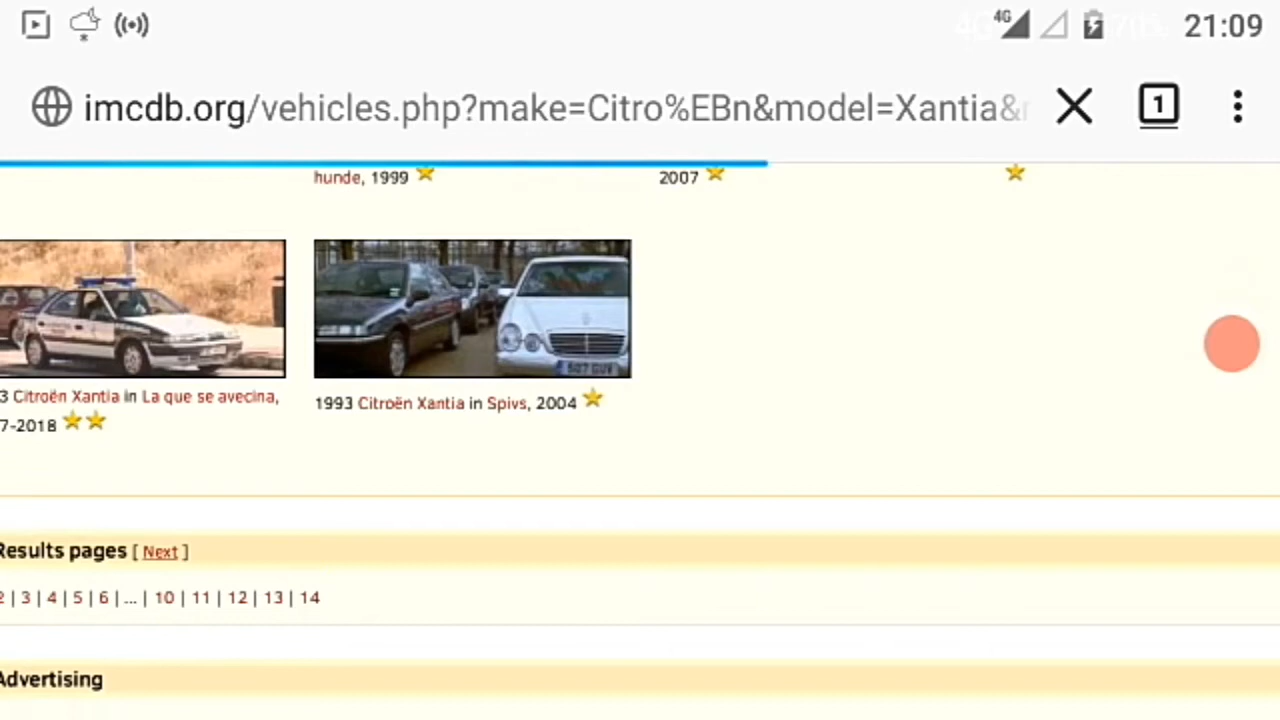 4G 21:09
imcdb.org/vehicles.php?make=Citro%EBn&model=Xantia&
1
hunde, 1999
2007
3 Citroën Xantia in La que se avecina,
7-2018
1993 Citroën Xantia in Spivs, 2004
Results pages [ Next ]
2 | 3 | 4 | 5 | 6 | ... | 10 | 11 | 12 | 13 | 14
Advertising